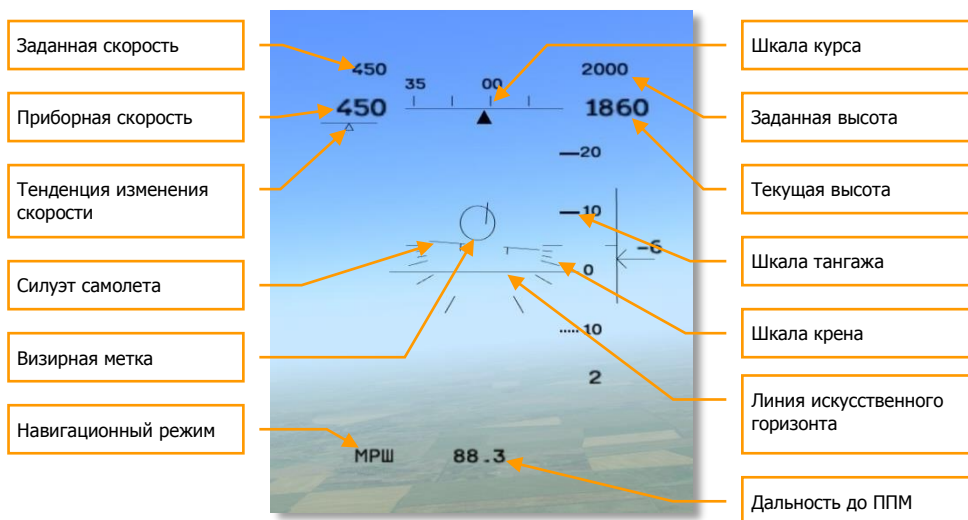 Заданная скорость
Приборная скорость
Тенденция изменения
скорости
Силуэт самолета
Визирная метка
Навигационный режим
450
35 00
2000
450
1860
20
10
-6
0
10
2
МРШ 88.3
Шкала курса
Заданная высота
Текущая высота
Шкала тангажа
Шкала крена
Линия искусственного
горизонта
Дальность до ППМ